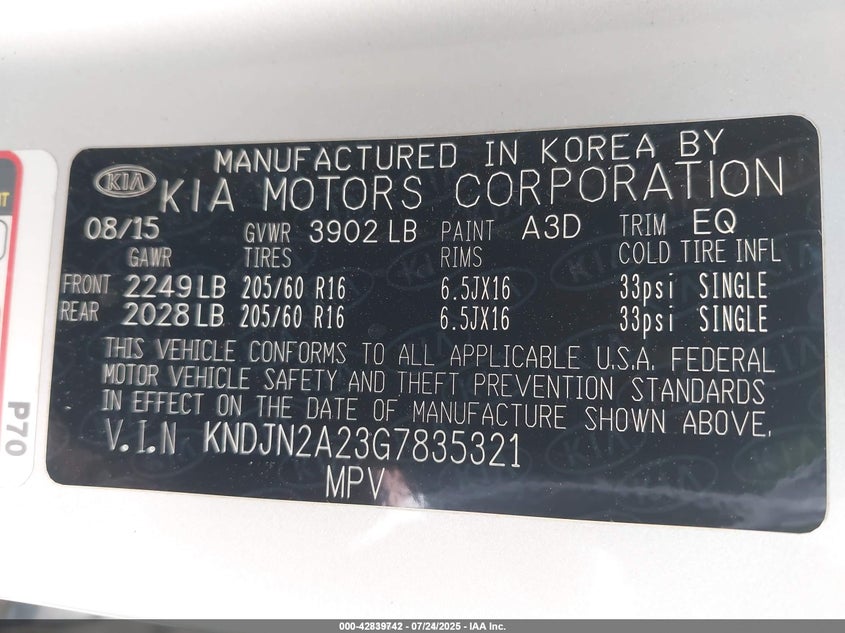 MANUFACTURED IN KOREA BY
KIA KIA MOTORS CORPORATION
08/15 GVWR 3902 LB PAINT A3D TRIM EQ
GAWR TIRES RIMS COLD TIRE INFL
FRONT 2249 LB 205/60 R16 6.5JX16 33psi SINGLE
REAR 2028 LB 205/60 R16 6.5JX16 33psi SINGLE
THIS VEHICLE CONFORMS TO ALL APPLICABLE U.S.A. FEDERAL
MOTOR VEHICLE SAFETY AND THEFT PREVENTION STANDARDS
IN EFFECT ON THE DATE OF MANUFACTURE SHOWN ABOVE.
V.I.N KNDJN2A23G7835321
MPV
P70
000-42839742 - 07/24/2025 - IAA Inc.